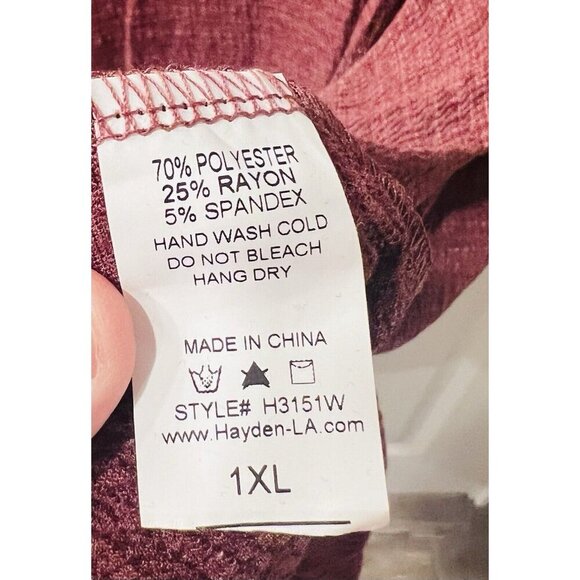 70% POLYESTER
25% RAYON
5% SPANDEX
HAND WASH COLD
DO NOT BLEACH
HANG DRY
MADE IN CHINA
STYLE# H3151W
www.Hayden-LA.com
1XL